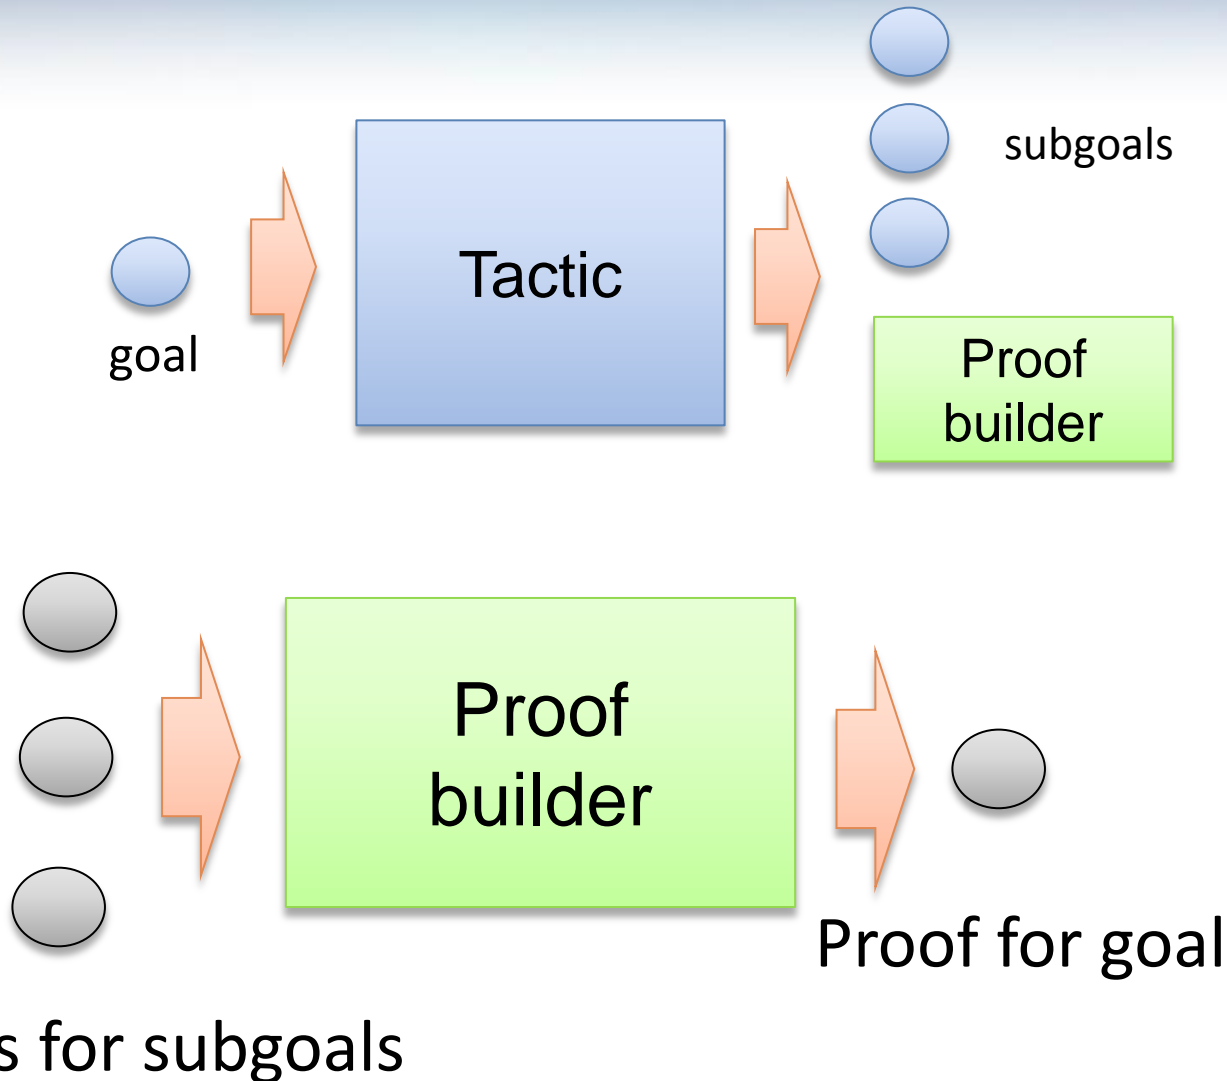 subgoals
Tactic
goal
Proof
builder
Proof
builder
Proof for goal
s for subgoals